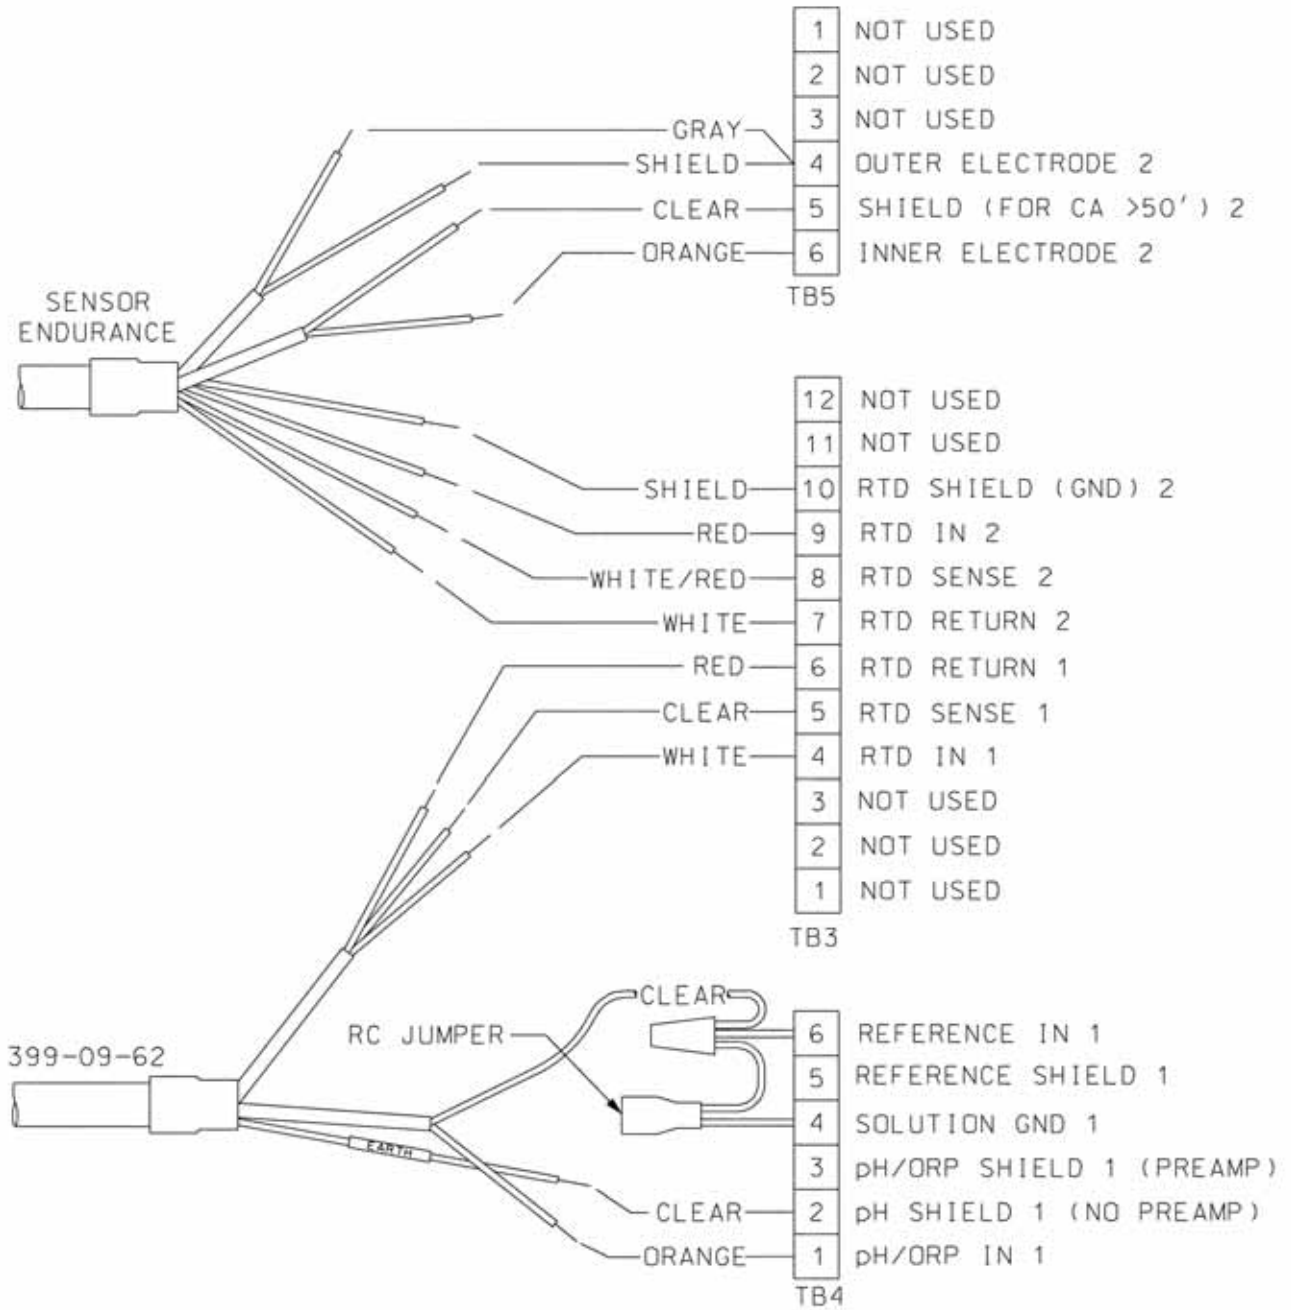 1 NOT USED
2 NOT USED
3 NOT USED
GRAY
SHIELD 4 OUTER ELECTRODE 2
CLEAR 5 SHIELD (FOR CA >50') 2
ORANGE 6 INNER ELECTRODE 2
TB5
SENSOR
ENDURANCE
12 NOT USED
11 NOT USED
SHIELD 10 RTD SHIELD (GND) 2
RED 9 RTD IN 2
WHITE/RED 8 RTD SENSE 2
WHITE 7 RTD RETURN 2
RED 6 RTD RETURN 1
CLEAR 5 RTD SENSE 1
WHITE 4 RTD IN 1
3 NOT USED
2 NOT USED
1 NOT USED
TB3
CLEAR
RC JUMPER 6 REFERENCE IN 1
399-09-62
5 REFERENCE SHIELD 1
4 SOLUTION GND 1
EARTH
3 pH/ORP SHIELD 1 (PREAMP)
CLEAR 2 pH SHIELD 1 (NO PREAMP)
ORANGE 1 pH/ORP IN 1
TB4